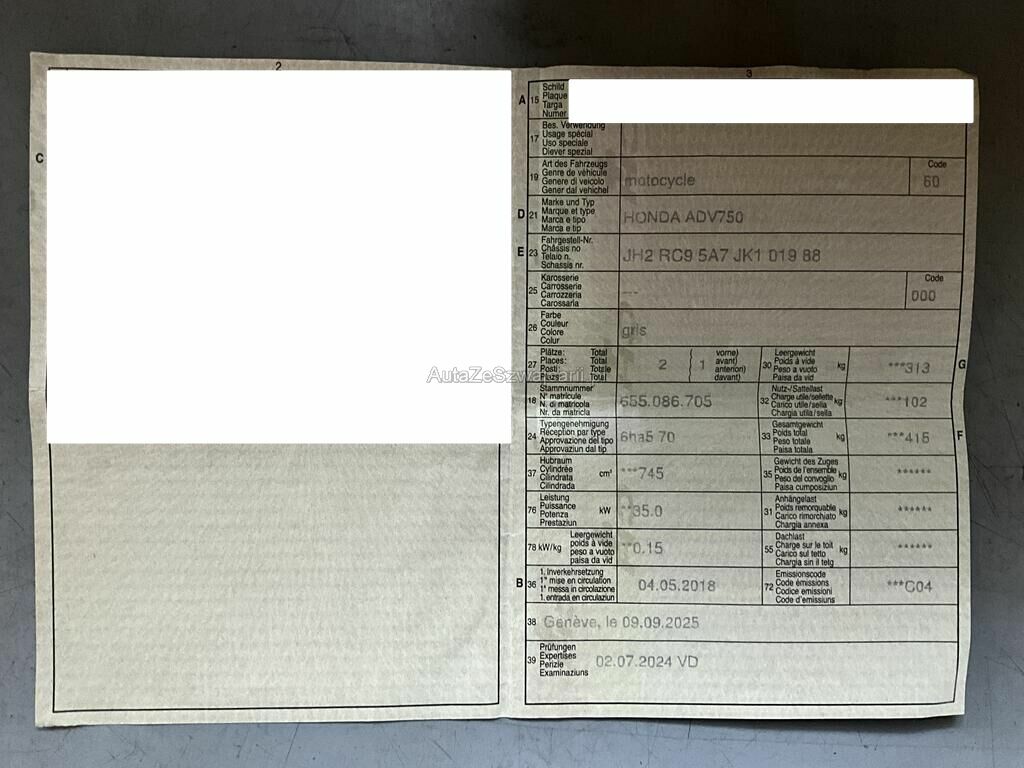 2
3
C
A 15 Schild
Plaque
Targa
Numer
17 Bes. Verwendung
Usage spécial
Uso speciale
Diever spezial
19 Art des Fahrzeugs
Genre de véhicule
Genere di veicolo
Gener dal vehichel
motocycle
Code
60
D 21 Marke und Typ
Marque et type
Marca e tipo
Marca e tip
HONDA ADV750
E 23 Fahrgestell-Nr.
Châssis no
Telaio n.
Schassis nr.
JH2 RC9 5A7 JK1 019 88
25 Karosserie
Carrosserie
Carrozzeria
Carossaria
---
Code
000
26 Farbe
Couleur
Colore
Colur
gris
27 Plätze: Total
Places: Total
Posti: Totale
Plazs: Total
2 ( 1 vorne)
avant)
anteriori)
davant)
30 Leergewicht
Poids à vide
Peso a vuoto
Paisa da vid
kg ***313 G
AutaZeSzwajcarii
18 Stammnummer
N° matricule
N. di matricola
Nr. da matricla
655.086.705
32 Nutz-/Sattellast
Charge utile/sellette
Carico utile/sella
Chargia utila/sella
kg ***102
24 Typengenehmigung
Réception par type
Approvazione del tipo
Approvaziun dal tip
6ha5 70
33 Gesamtgewicht
Poids total
Peso totale
Paisa totala
kg ***415 F
37 Hubraum
Cylindrée
Cilindrata
Cilindrada
cm³ ***745
35 Gewicht des Zuges
Poids de l'ensemble
Peso del convoglio
Paisa cumposiziun
kg ******
76 Leistung
Puissance
Potenza
Prestaziun
kW **35.0
31 Anhängelast
Poids remorquable
Carico rimorchiato
Chargia annexa
kg ******
78 kW/kg Leergewicht
poids à vide
peso a vuoto
paisa da vid
**0.15
55 Dachlast
Charge sur le toit
Carico sul tetto
Chargia sin il tetg
kg ******
B 36 1. Inverkehrsetzung
1re mise en circulation
1a messa in circolazione
1. entrada en circulaziun
04.05.2018
72 Emissionscode
Code émissions
Codice emissioni
Code d'emissiuns
***G04
38 Genève, le 09.09.2025
39 Prüfungen
Expertises
Perizie
Examinaziuns
02.07.2024 VD